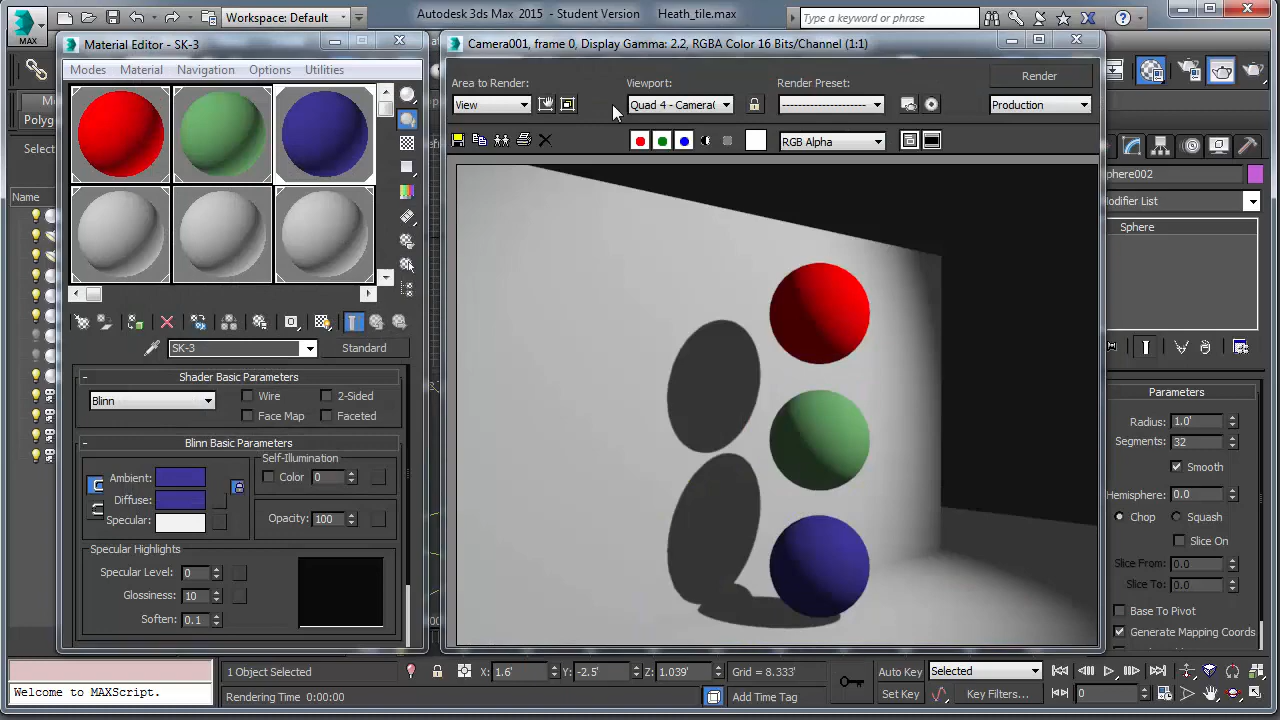 MAX
Workspace: Default
Autodesk 3ds Max 2015 - Student Version Heath_tile.max
Type a keyword or phrase
Polyg
Selec
Name
Material Editor - SK-3
Modes Material Navigation Options Utilities
SK-3 Standard
Shader Basic Parameters
Blinn Wire 2-Sided
Face Map Faceted
Blinn Basic Parameters
Self-Illumination
Ambient: Color 0
Diffuse:
Specular: Opacity: 100
Specular Highlights
Specular Level: 0
Glossiness: 10
Soften: 0.1
Camera001, frame 0, Display Gamma: 2.2, RGBA Color 16 Bits/Channel (1:1)
Area to Render: Viewport: Render Preset: Render
View Quad 4 - Camera( -------------------- Production
RGB Alpha
phere002
odifier List
Sphere
Parameters
Radius: 1.0'
Segments: 32
Smooth
Hemisphere: 0.0
Chop Squash
Slice On
Slice From: 0.0
Slice To: 0.0
Base To Pivot
Generate Mapping Coords
1 Object Selected X: 1.6' Y: -2.5' Z: 1.039' Grid = 8.333' Auto Key Selected
Welcome to MAXScript. Rendering Time 0:00:00 Add Time Tag Set Key Key Filters... 0